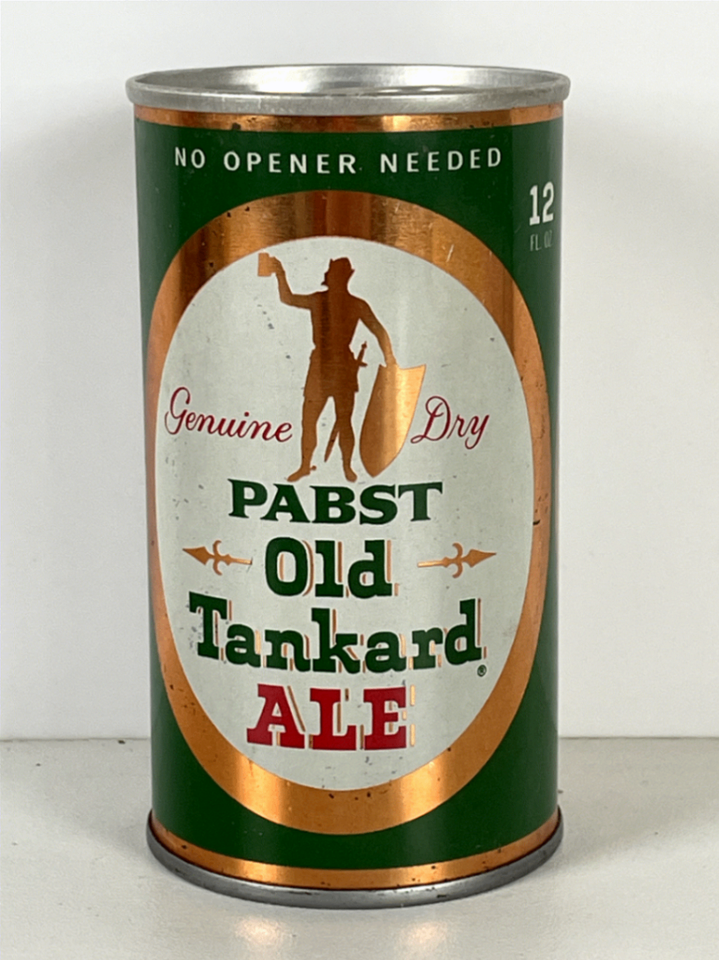 NO OPENER NEEDED
12
FL. OZ
Genuine Dry
PABST
Old
Tankard®
ALE